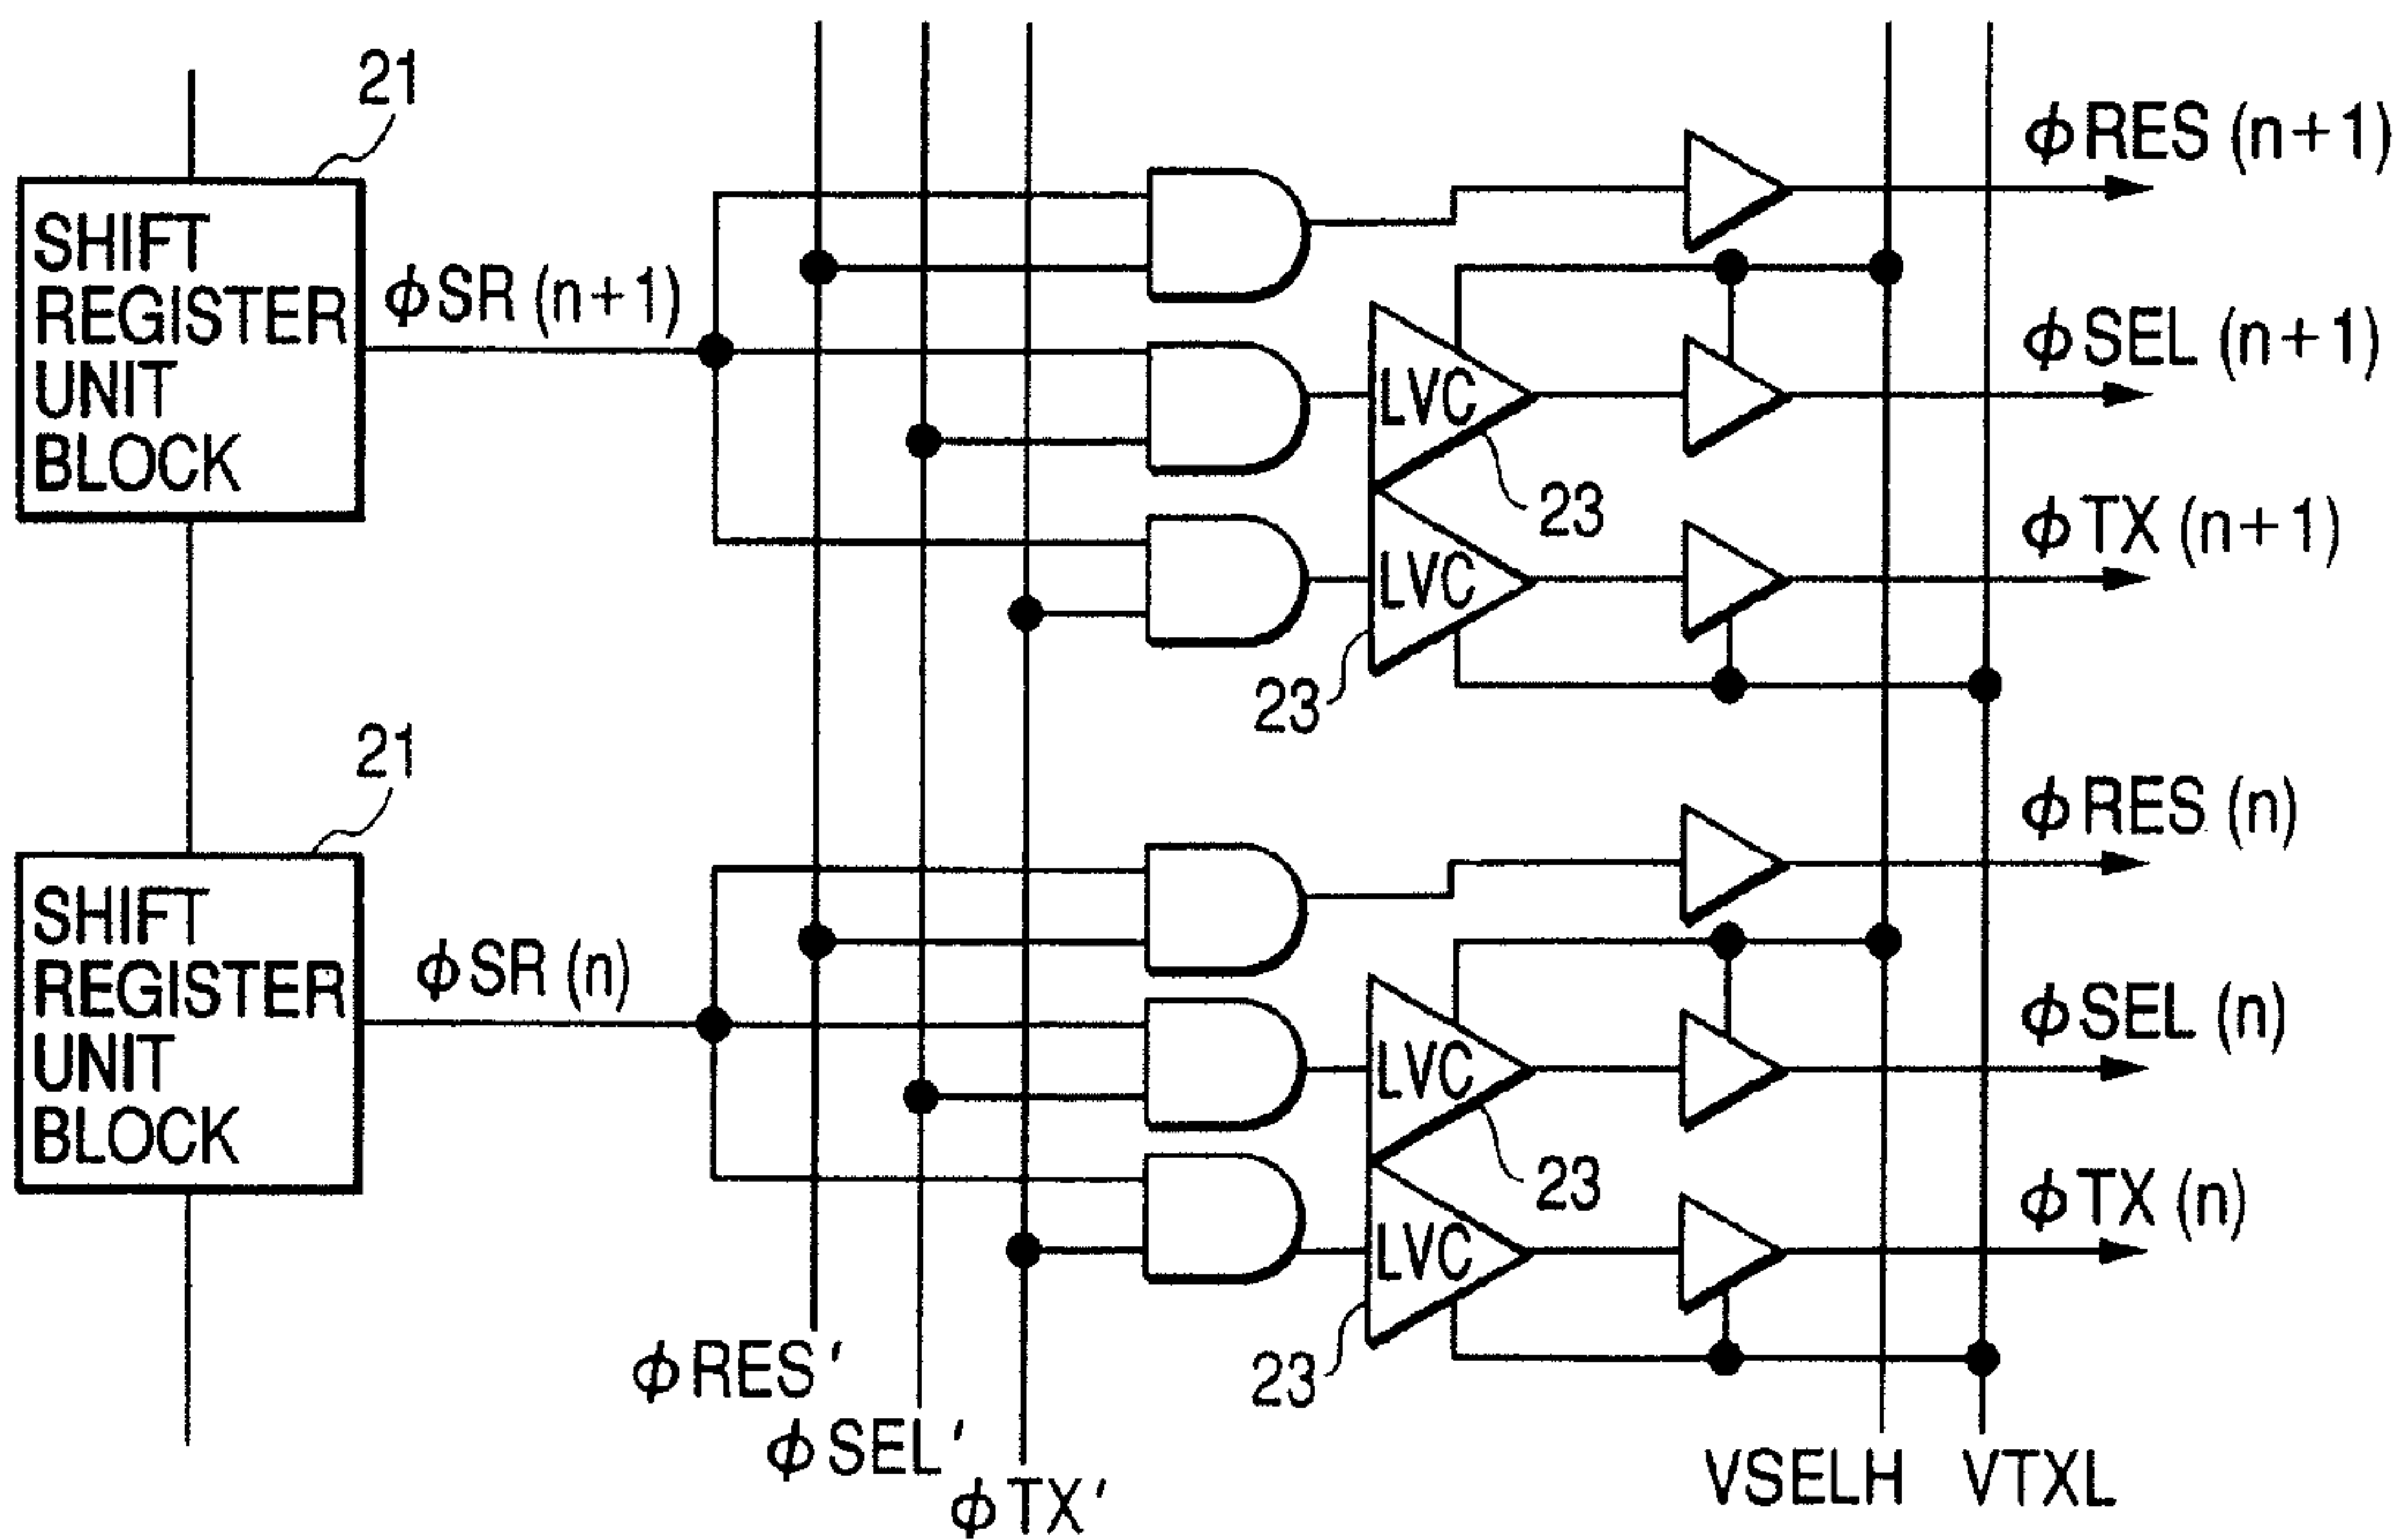 21
SHIFT
REGISTER
UNIT
BLOCK
ϕSR (n+1)
ϕRES (n+1)
ϕSEL (n+1)
ϕTX (n+1)
LVC
23
LVC
23
21
SHIFT
REGISTER
UNIT
BLOCK
ϕSR (n)
ϕRES (n)
ϕSEL (n)
ϕTX (n)
LVC
23
LVC
23
ϕRES'
ϕSEL'
ϕTX'
VSELH
VTXL